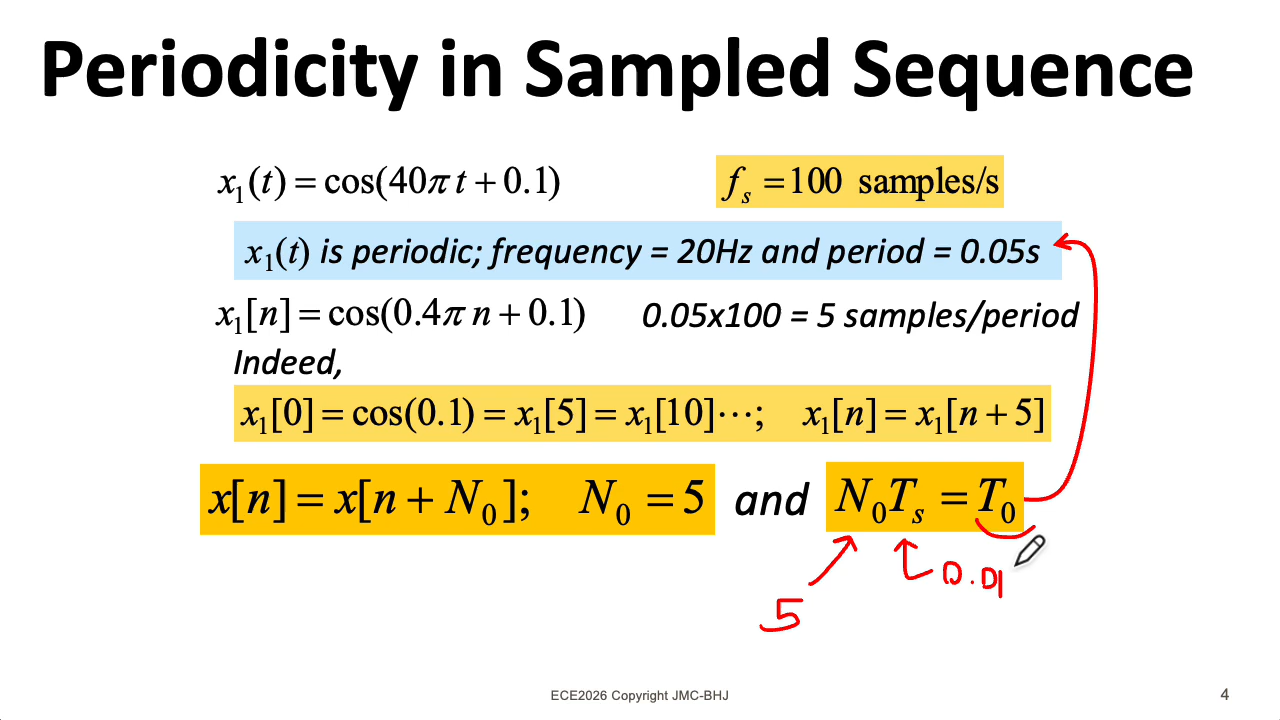 Periodicity in Sampled Sequence
x₁(t) = cos(40π t + 0.1) fₛ = 100 samples/s
x₁(t) is periodic; frequency = 20Hz and period = 0.05s
x₁[n] = cos(0.4π n + 0.1) 0.05x100 = 5 samples/period
Indeed,
x₁[0] = cos(0.1) = x₁[5] = x₁[10]⋯; x₁[n] = x₁[n + 5]
x[n] = x[n + N₀]; N₀ = 5 and N₀Tₛ = T₀
0.01
5
ECE2026 Copyright JMC-BHJ 4